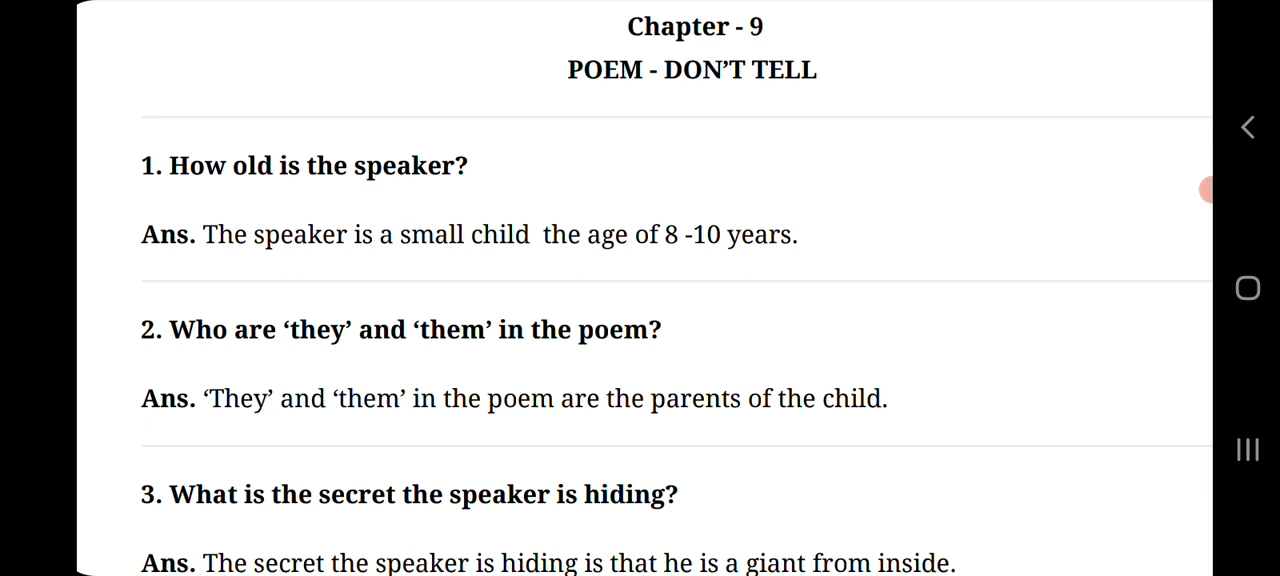 Chapter - 9
POEM - DON’T TELL
1. How old is the speaker?
Ans. The speaker is a small child  the age of 8 -10 years.
2. Who are ‘they’ and ‘them’ in the poem?
Ans. ‘They’ and ‘them’ in the poem are the parents of the child.
3. What is the secret the speaker is hiding?
Ans. The secret the speaker is hiding is that he is a giant from inside.